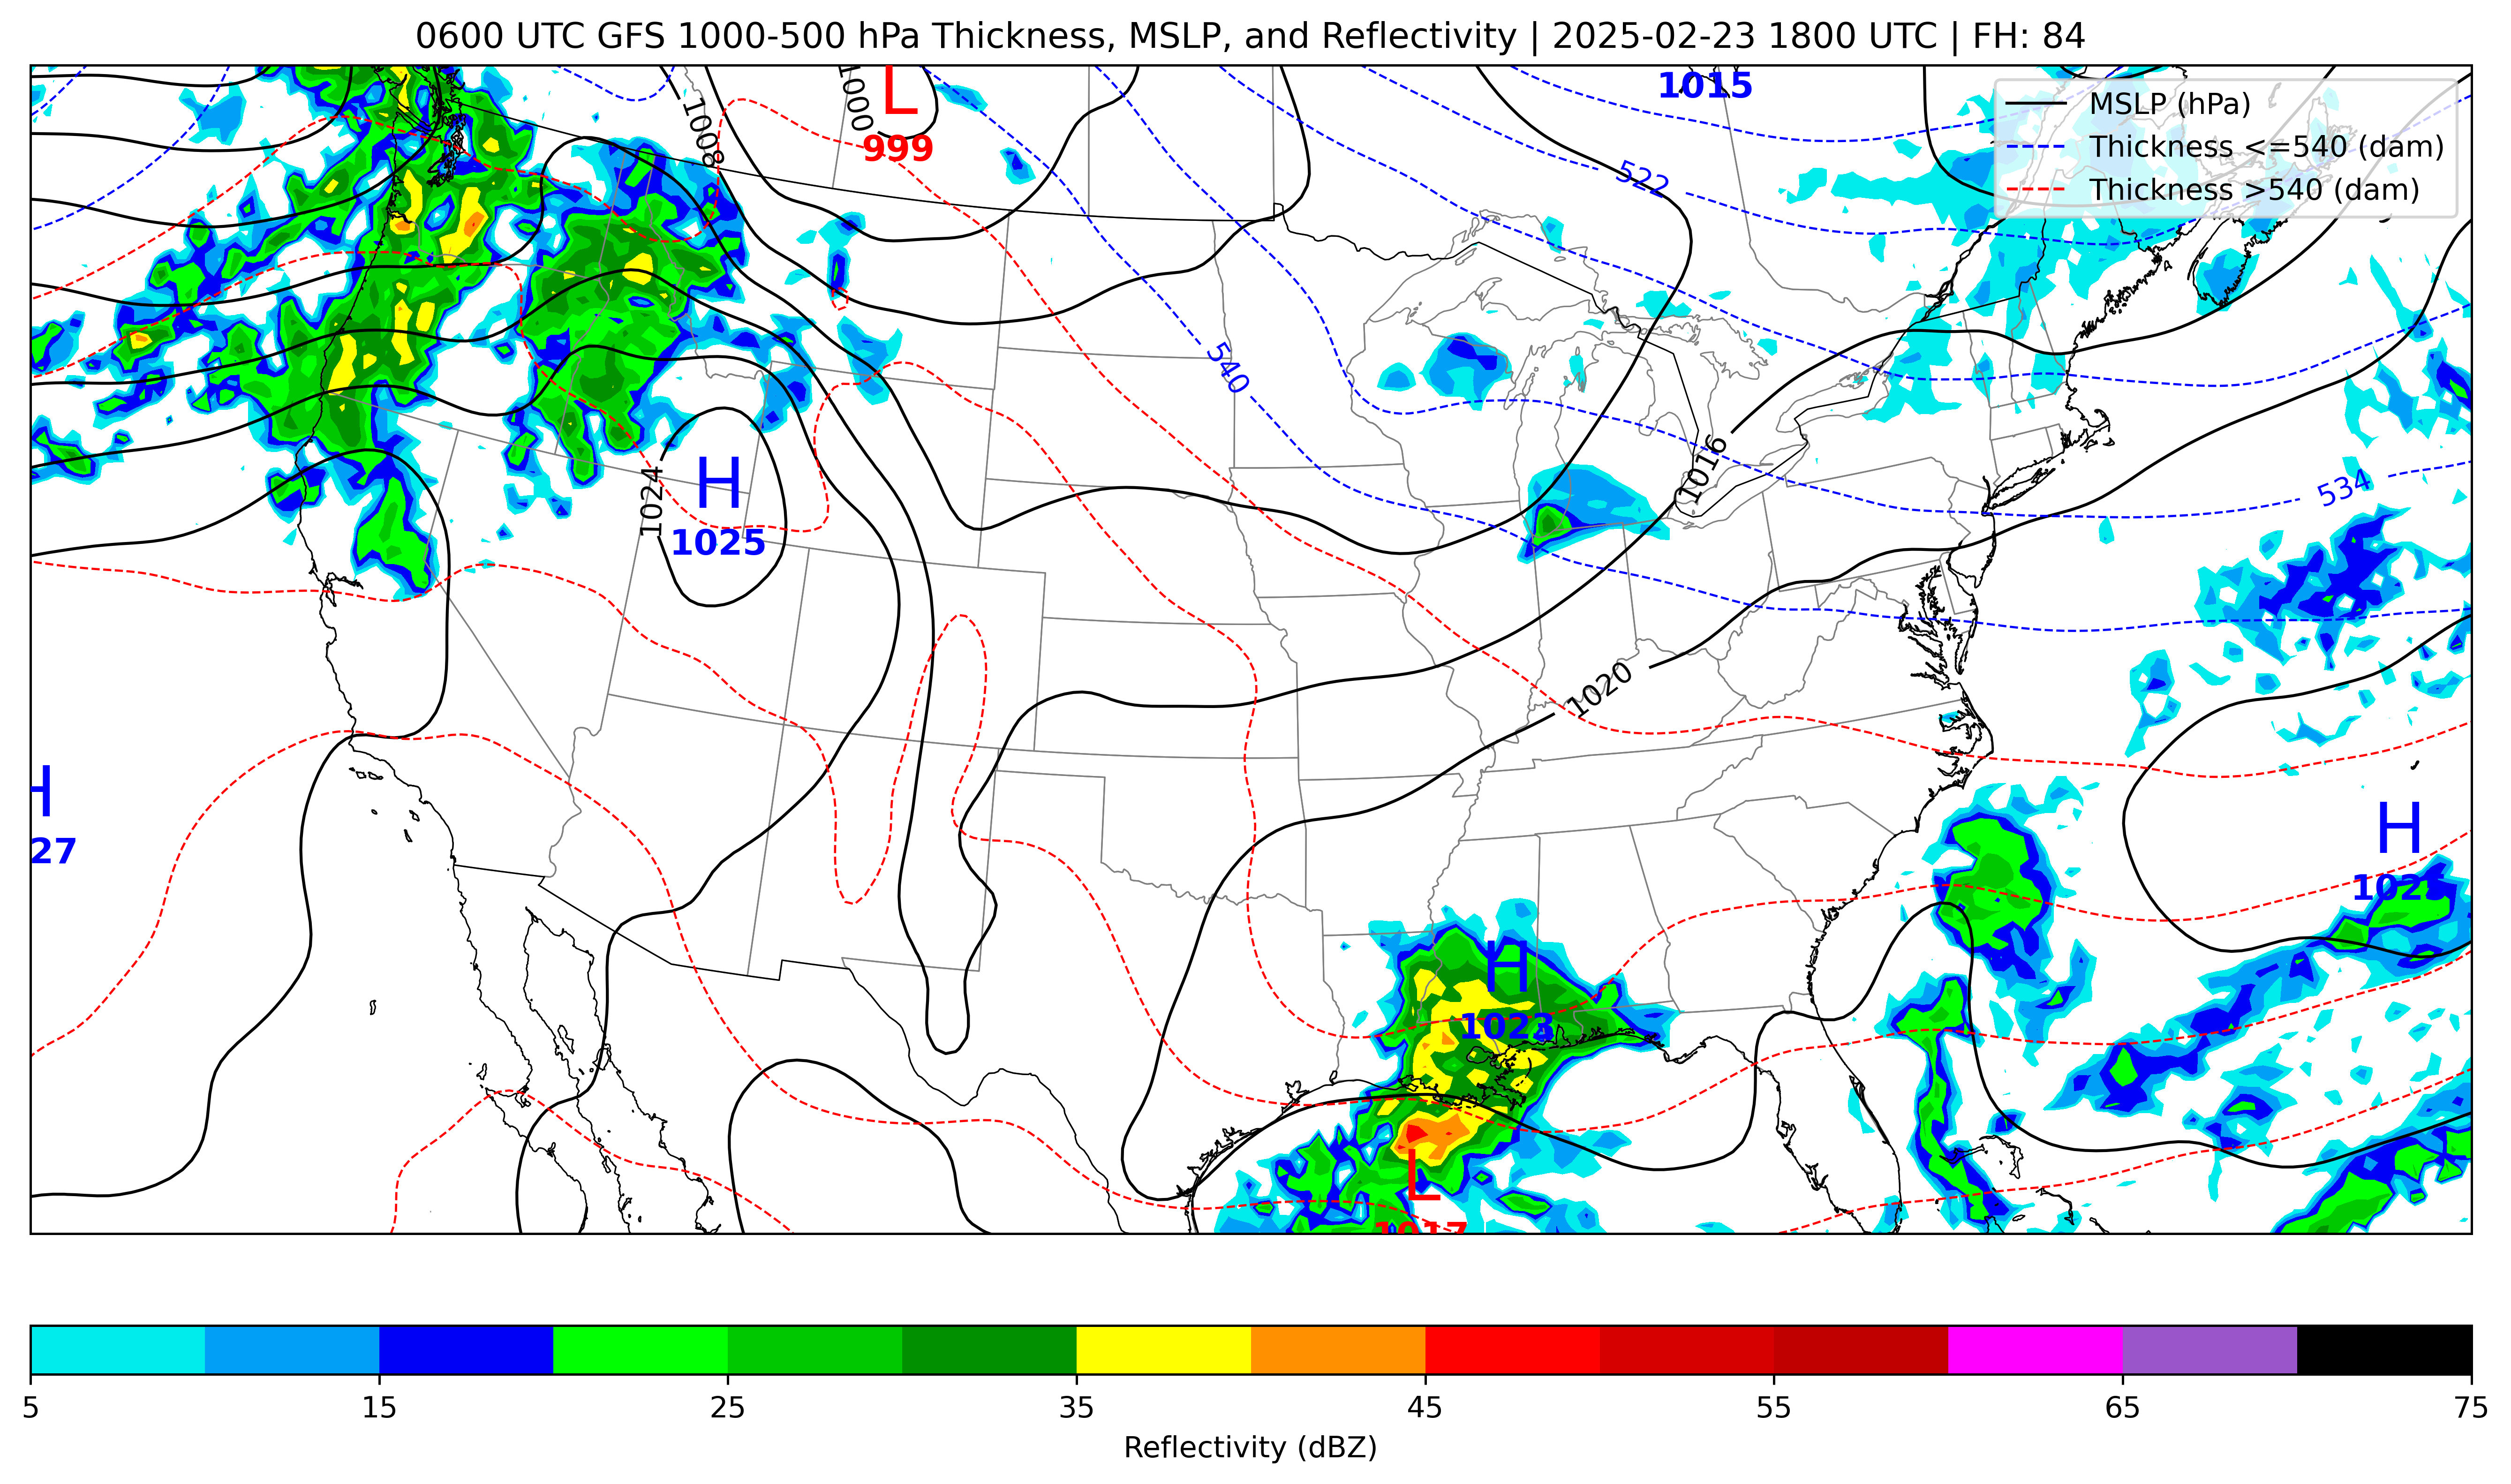 0600 UTC GFS 1000-500 hPa Thickness, MSLP, and Reflectivity | 2025-02-23 1800 UTC | FH: 84
MSLP (hPa)
Thickness <=540 (dam)
Thickness >540 (dam)
1000
L
999
1008
1015
522
540
1016
H
1025
1024
534
1020
H
27
H
H
1023
L
1017
5 15 25 35 45 55 65 75
Reflectivity (dBZ)